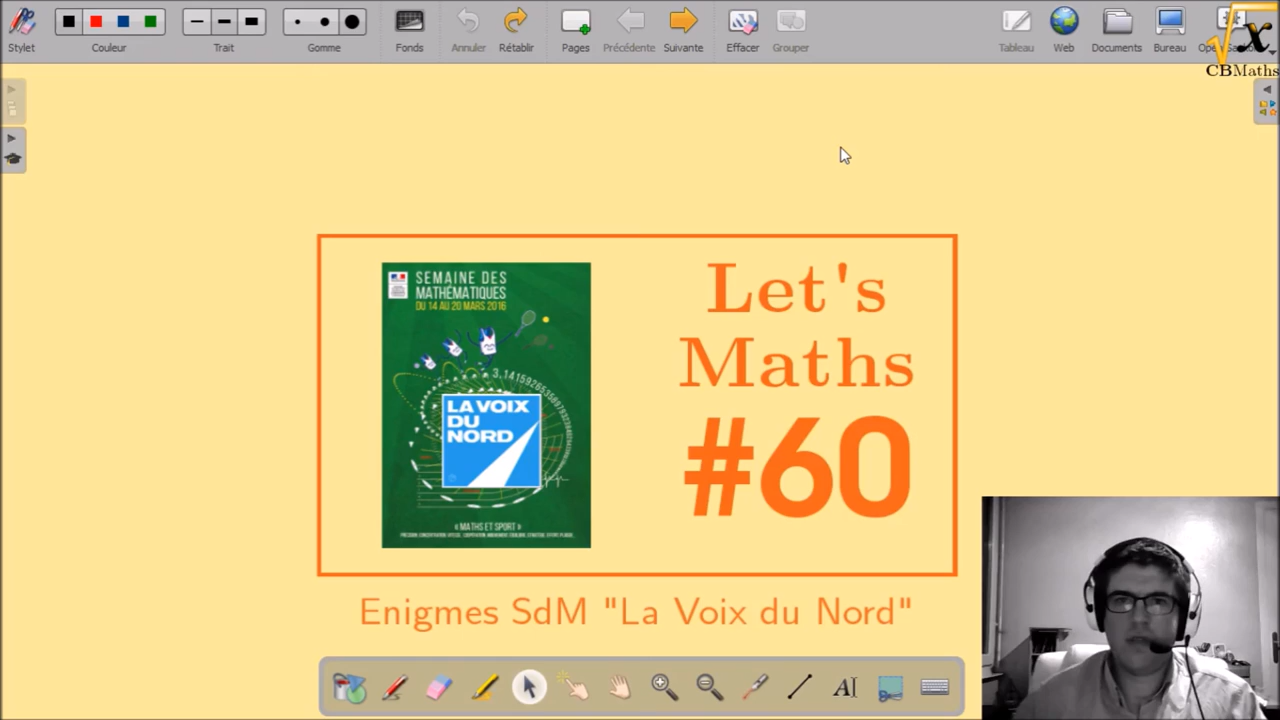 Stylet
Couleur
Trait
Gomme
Fonds
Annuler
Rétablir
Pages
Précédente
Suivante
Effacer
Grouper
Tableau
Web
Documents
Bureau
CBMaths
SEMAINE DES
MATHÉMATIQUES
DU 14 AU 20 MARS 2016
LA VOIX
DU
NORD
« MATHS ET SPORT »
Let's
Maths
#60
Enigmes SdM "La Voix du Nord"